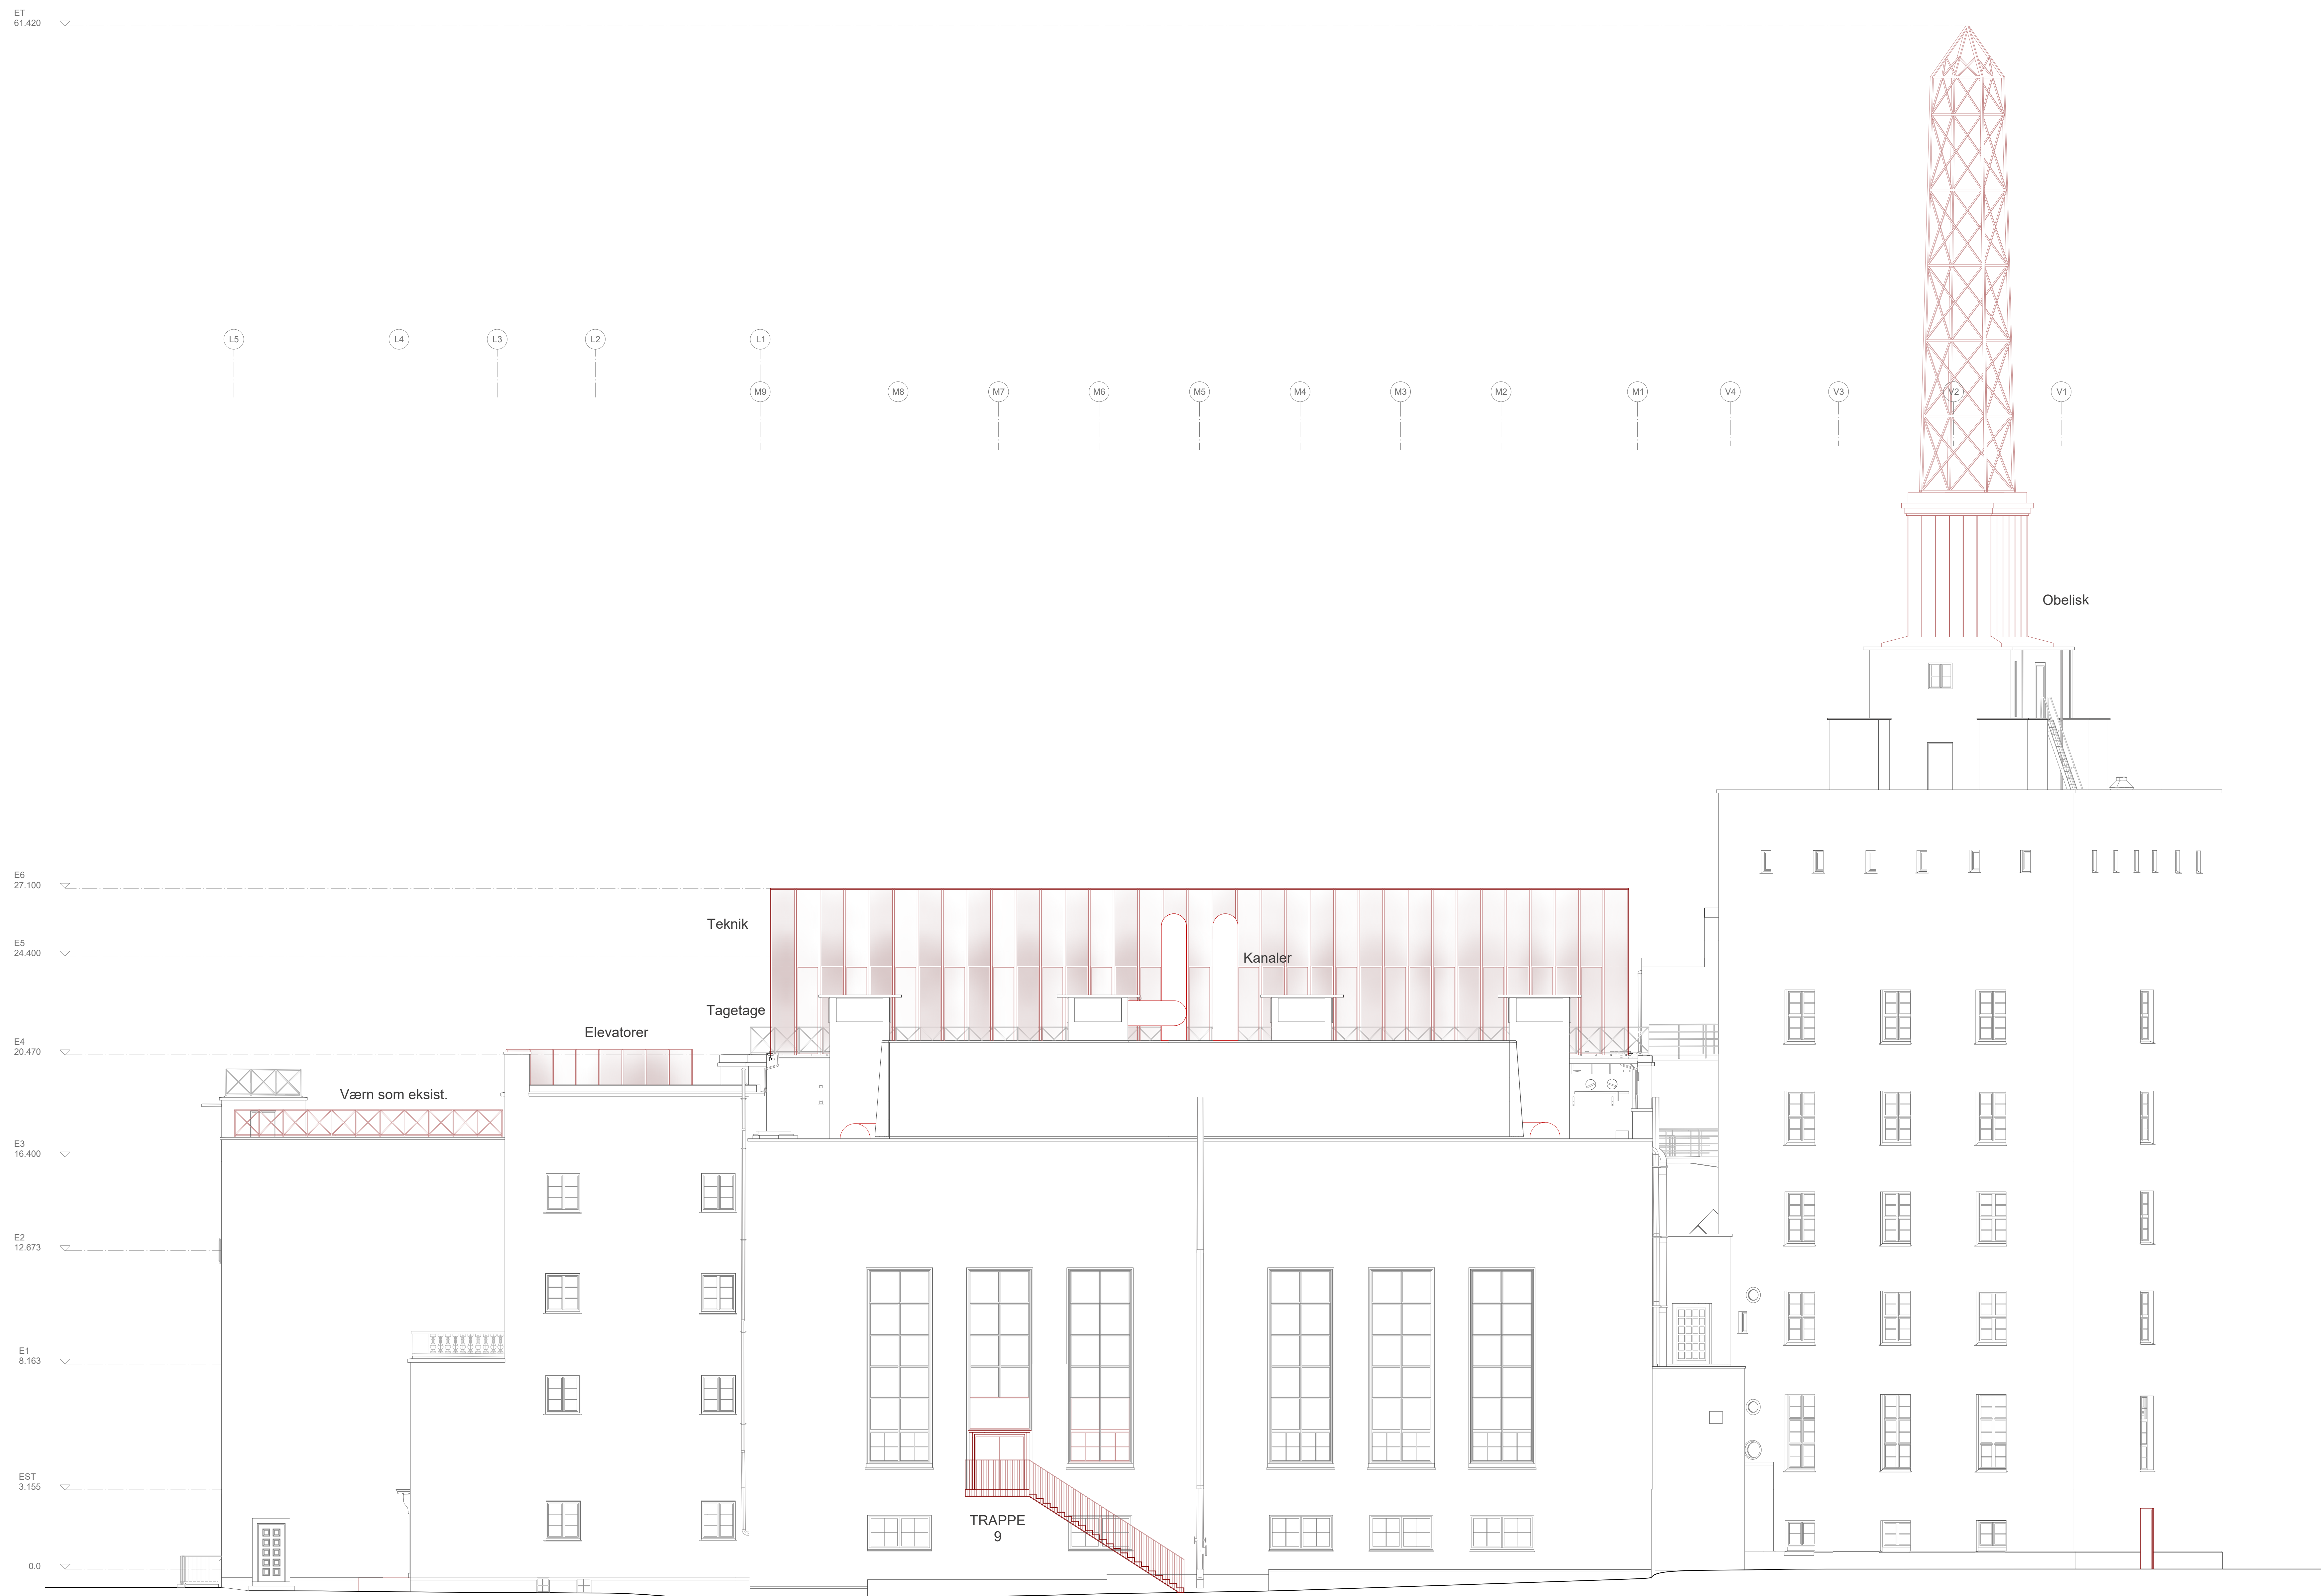 ET
61.420
L5
L4
L3
L2
L1
M9
M8
M7
M6
M5
M4
M3
M2
M1
V4
V3
V2
V1
Obelisk
E6
27.100
Teknik
E5
24.400
Kanaler
Tagetage
Elevatorer
E4
20.470
Værn som eksist.
E3
16.400
E2
12.673
E1
8.163
EST
3.155
TRAPPE
9
0.0